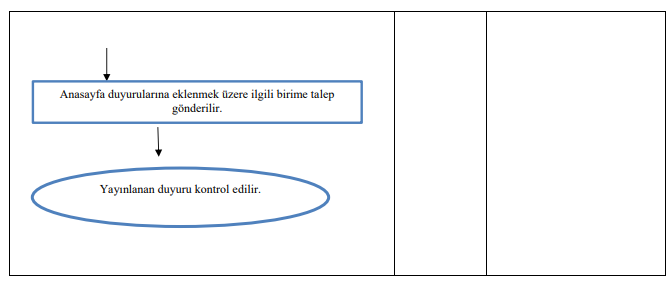 Anasayfa duyurularına eklenmek üzere ilgili birime talep
gönderilir.
Yayınlanan duyuru kontrol edilir.